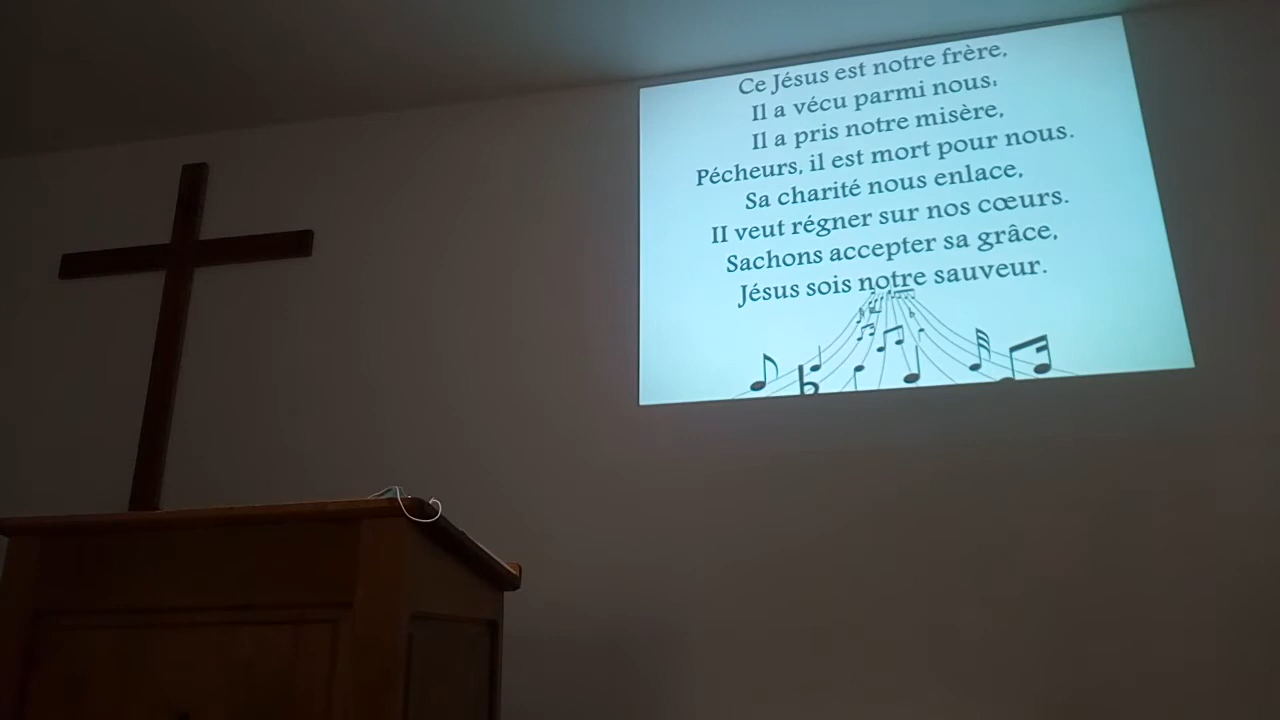 Ce Jésus est notre frère,
Il a vécu parmi nous.
Il a pris notre misère,
Pécheurs, il est mort pour nous.
Sa charité nous enlace,
II veut régner sur nos cœurs.
Sachons accepter sa grâce,
Jésus sois notre sauveur.